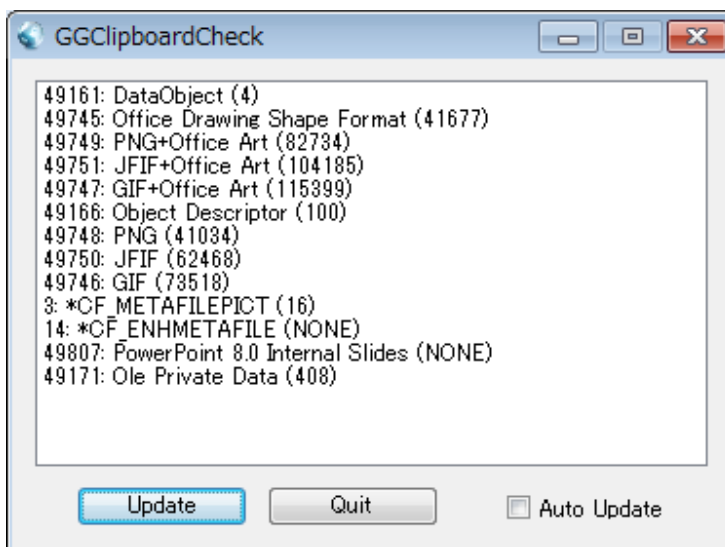 GGClipboardCheck
49161: DataObject (4)
49745: Office Drawing Shape Format (41677)
49749: PNG+Office Art (82734)
49751: JFIF+Office Art (104185)
49747: GIF+Office Art (115399)
49166: Object Descriptor (100)
49748: PNG (41034)
49750: JFIF (62468)
49746: GIF (73518)
3: *CF_METAFILEPICT (16)
14: *CF_ENHMETAFILE (NONE)
49807: PowerPoint 8.0 Internal Slides (NONE)
49171: Ole Private Data (408)
Update Quit Auto Update